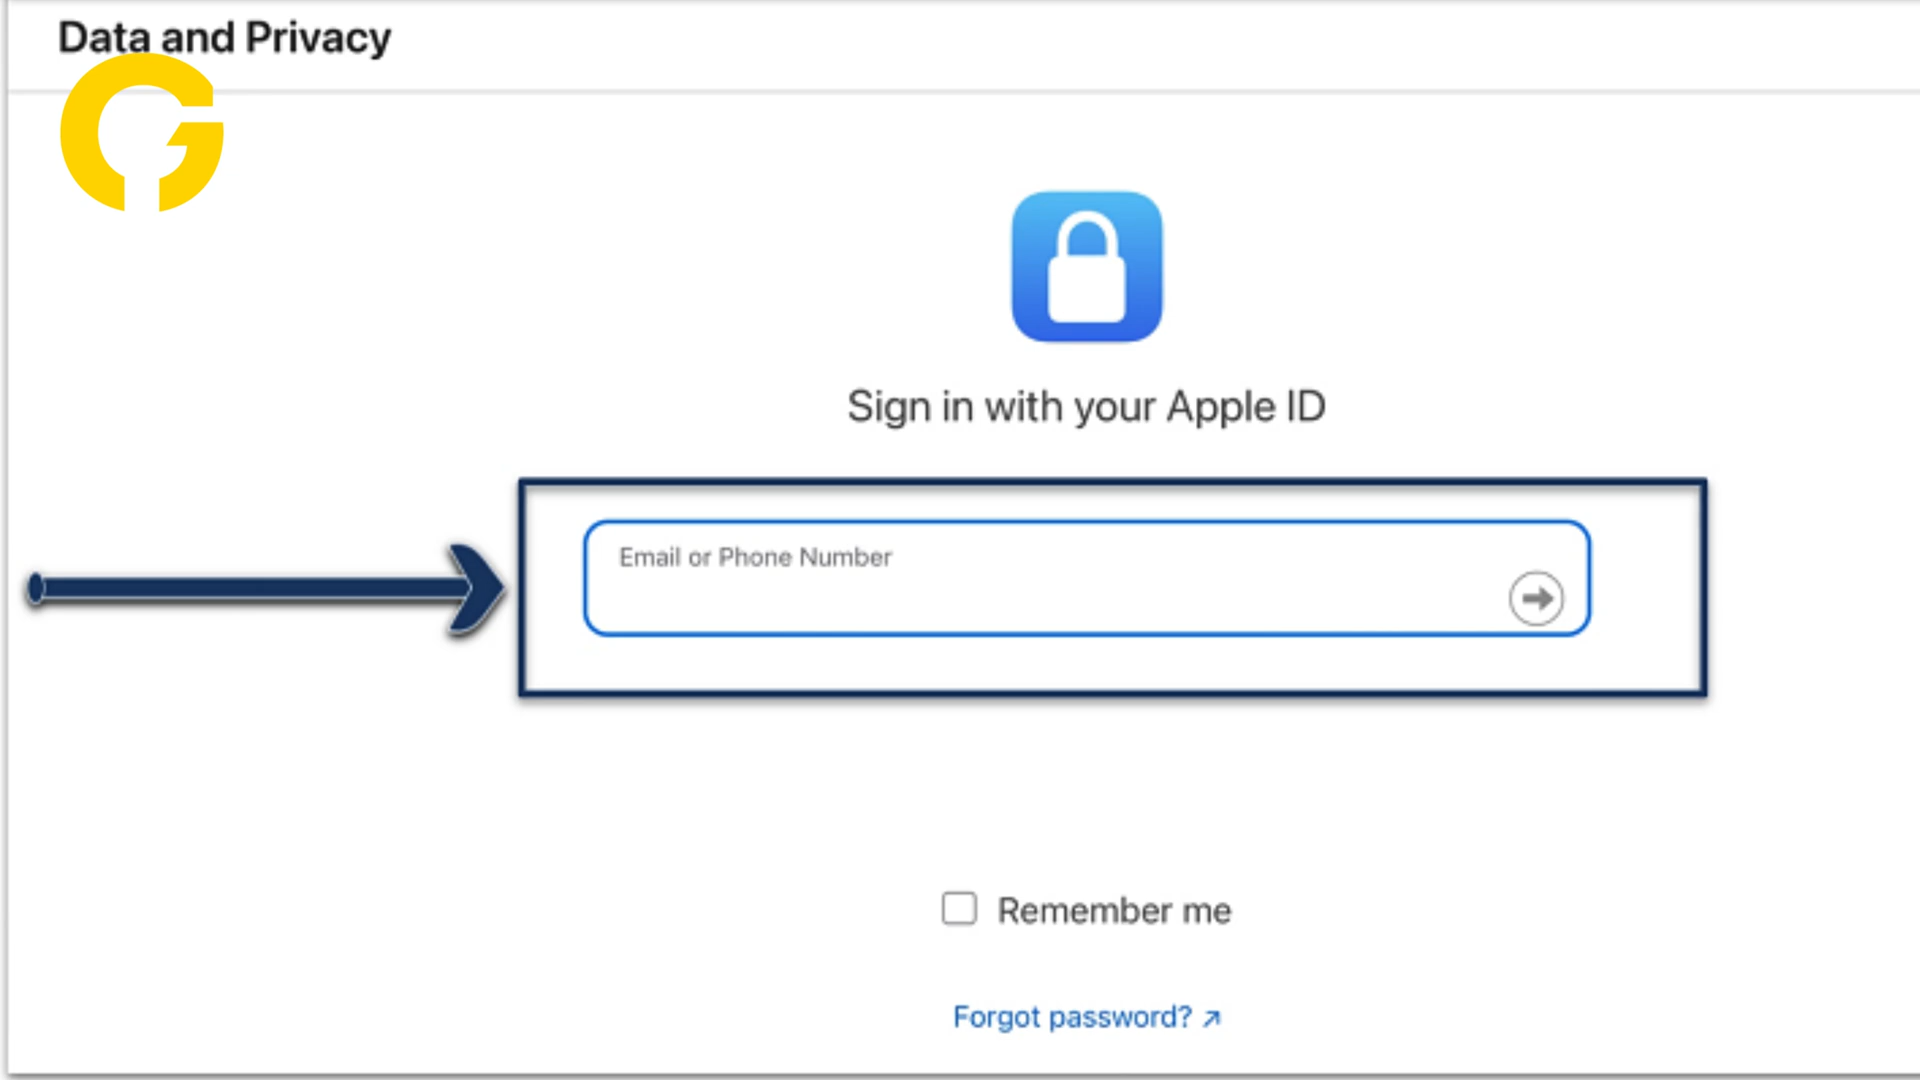 Data and Privacy
Sign in with your Apple ID
Email or Phone Number
Remember me
Forgot password? ↗